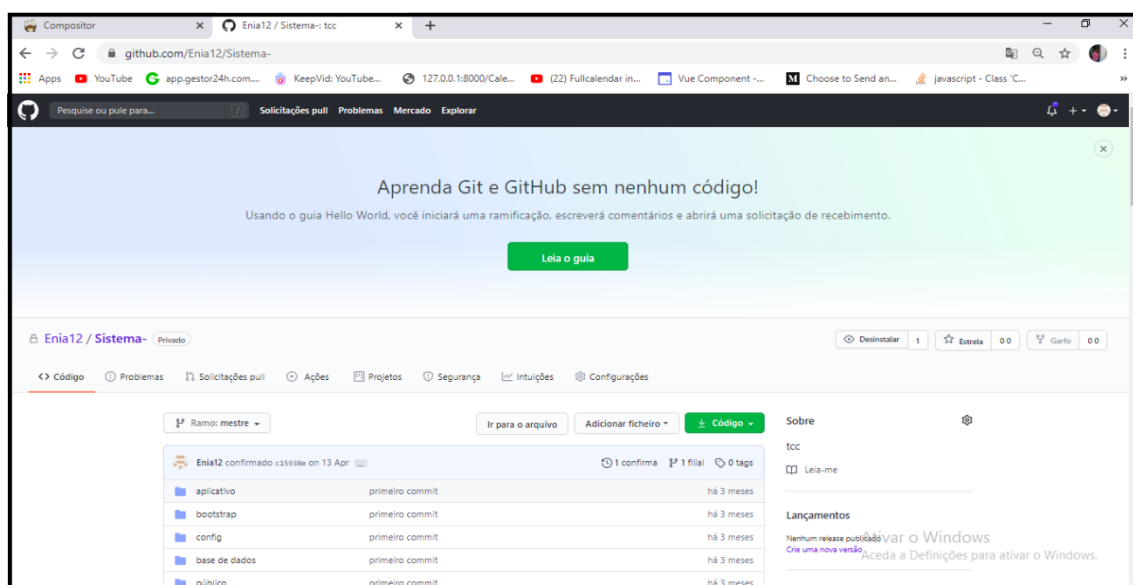 Compositor
Enia12 / Sistema-: tcc
github.com/Enia12/Sistema-
Apps YouTube app.gestor24h.com.... KeepVid: YouTube... 127.0.0.1:8000/Cale... (22) Fullcalendar in... Vue Component -... Choose to Send an... javascript - Class 'C...
Pesquise ou pule para... / Solicitações pull Problemas Mercado Explorar
Aprenda Git e GitHub sem nenhum código!
Usando o guia Hello World, você iniciará uma ramificação, escreverá comentários e abrirá uma solicitação de recebimento.
Leia o guia
Enia12 / Sistema- Privado
Desinstalar 1 Estrela 0 0 Garfo 0 0
<> Código Problemas Solicitações pull Ações Projetos Segurança Intuições Configurações
Ramo: mestre Ir para o arquivo Adicionar ficheiro Código
Enia12 confirmado c15938e on 13 Apr ... 1 confirma 1 filial 0 tags
aplicativo primeiro commit há 3 meses
bootstrap primeiro commit há 3 meses
config primeiro commit há 3 meses
base de dados primeiro commit há 3 meses
público primeiro commit há 3 meses
Sobre
tcc
Leia-me
Lançamentos
Nenhum release publicado
Crie uma nova versão
Ativar o Windows
Aceda a Definições para ativar o Windows.